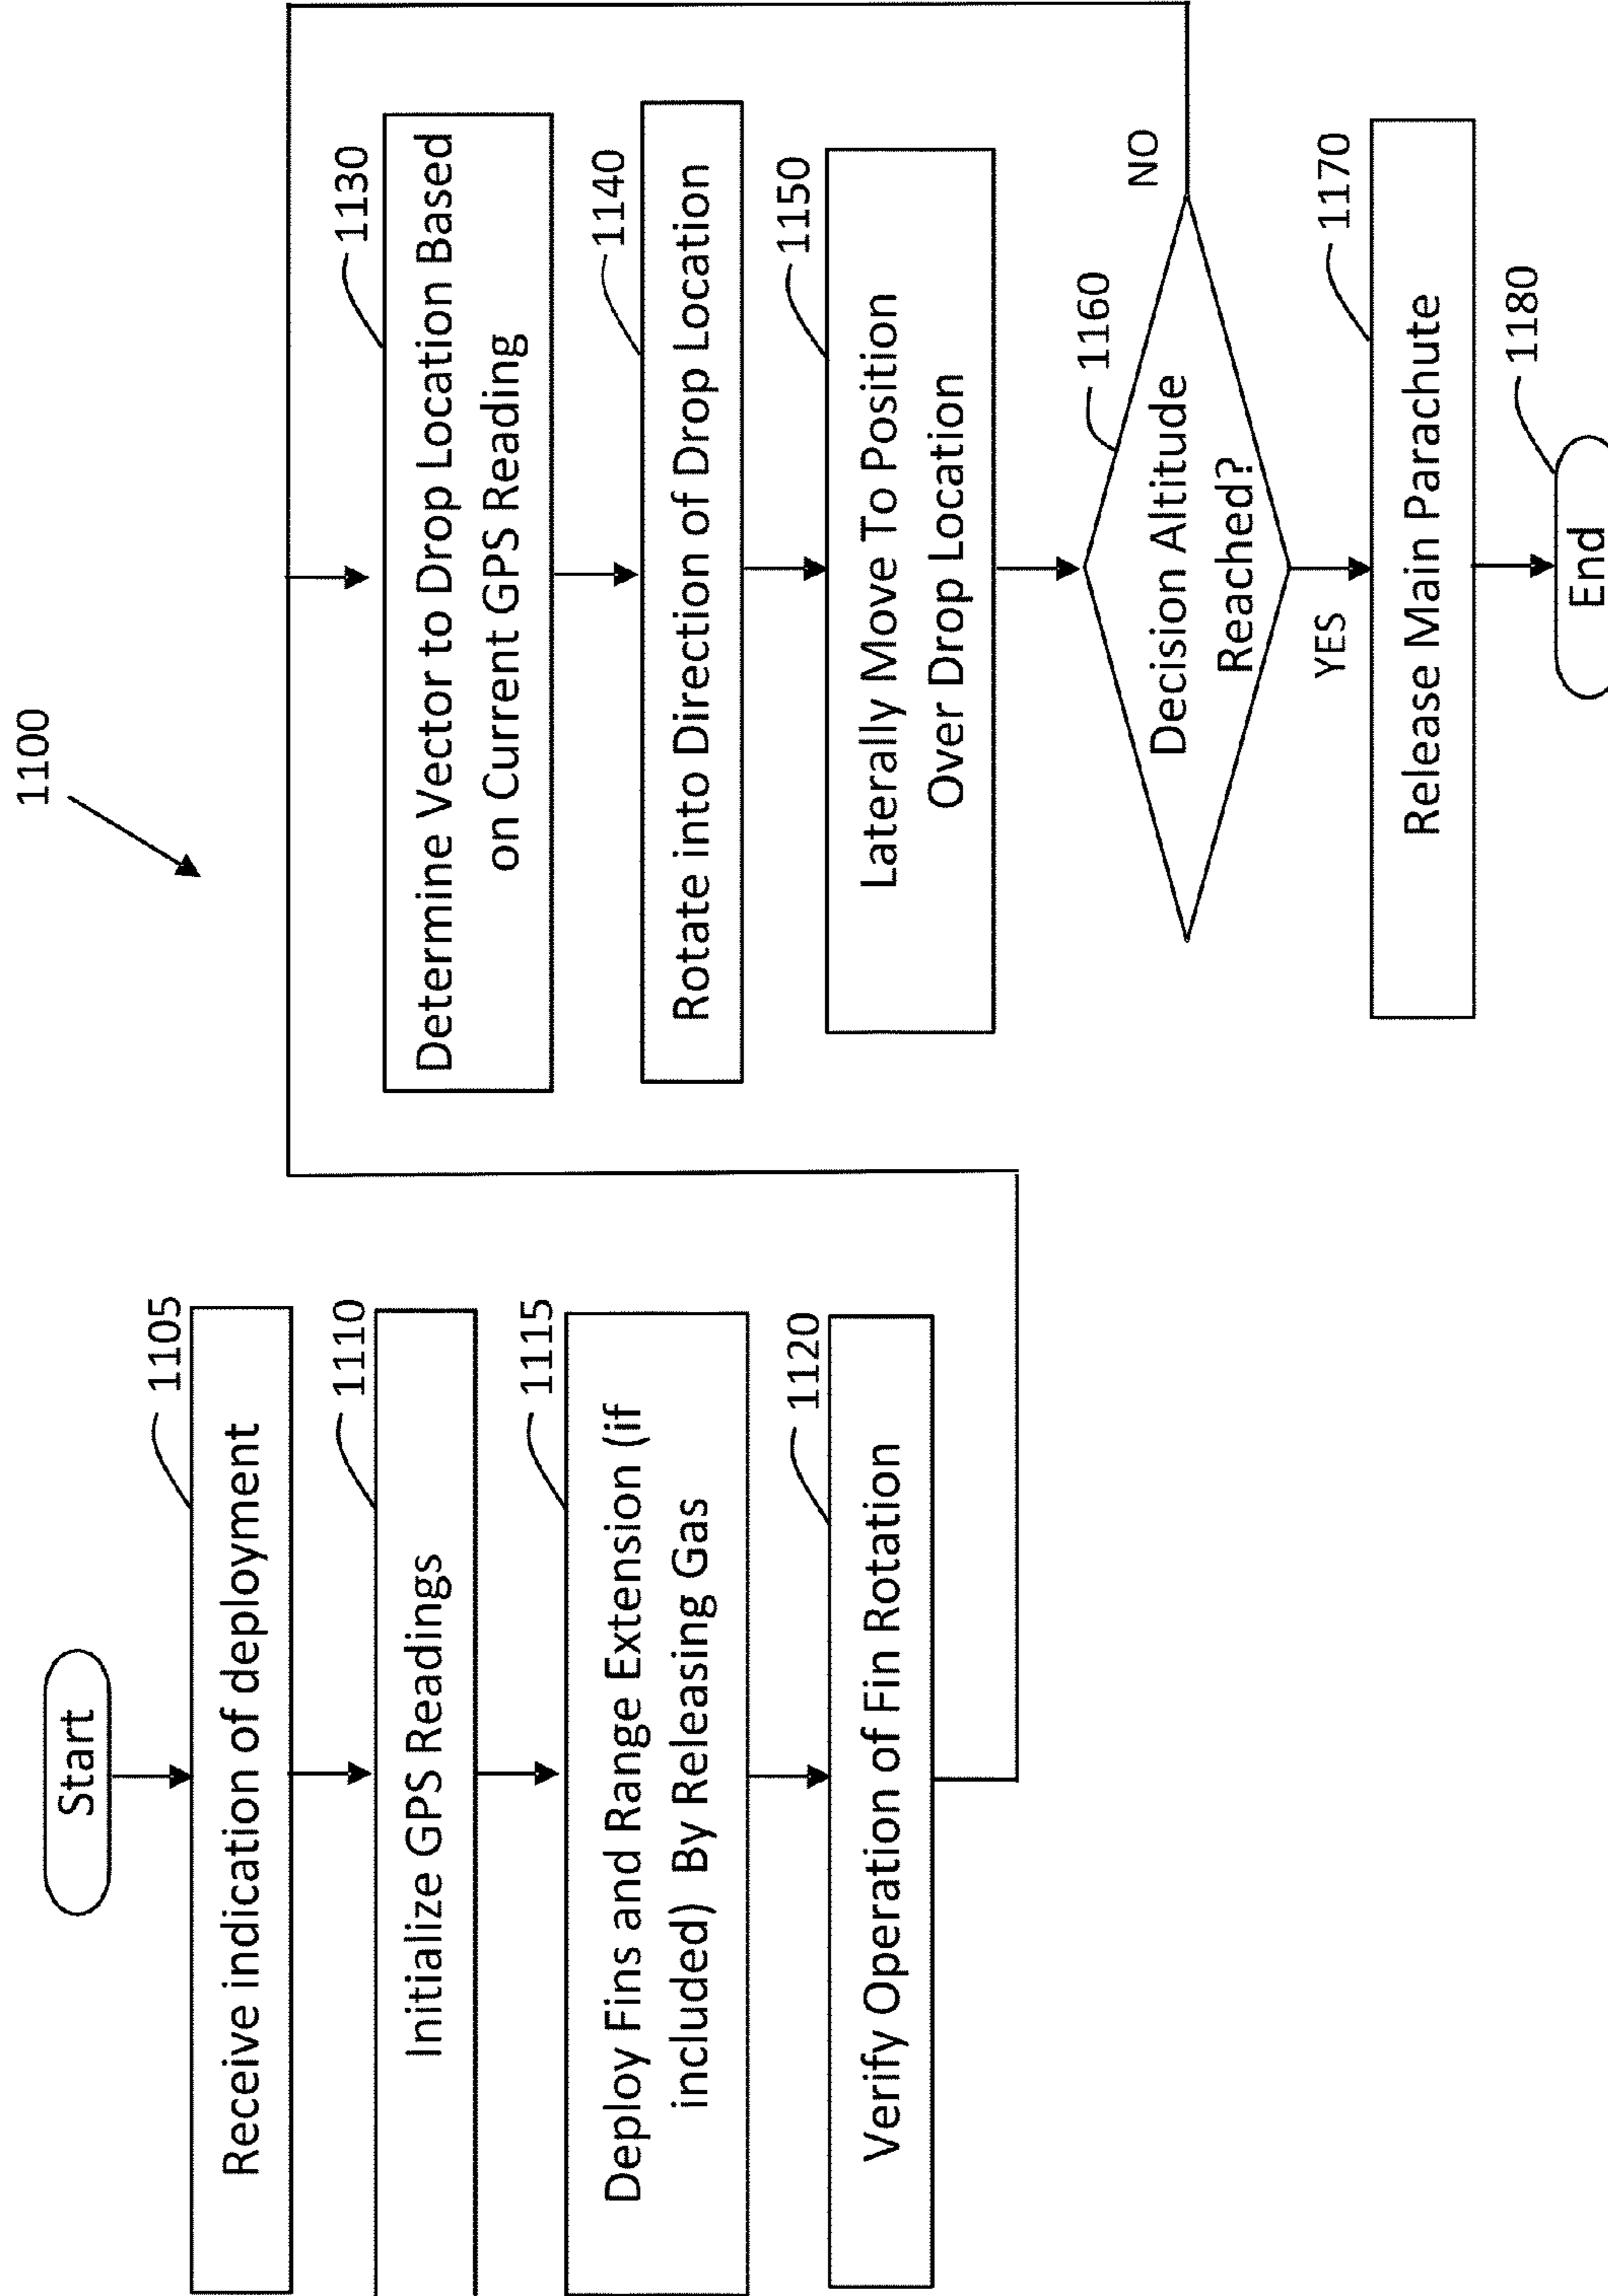 1100
Start
1105
Receive indication of deployment
1110
Initialize GPS Readings
1115
Deploy Fins and Range Extension (if
included) By Releasing Gas
1120
Verify Operation of Fin Rotation
1130
Determine Vector to Drop Location Based
on Current GPS Reading
1140
Rotate into Direction of Drop Location
1150
Laterally Move To Position
Over Drop Location
1160
Decision Altitude
Reached?
NO
YES
1170
Release Main Parachute
1180
End